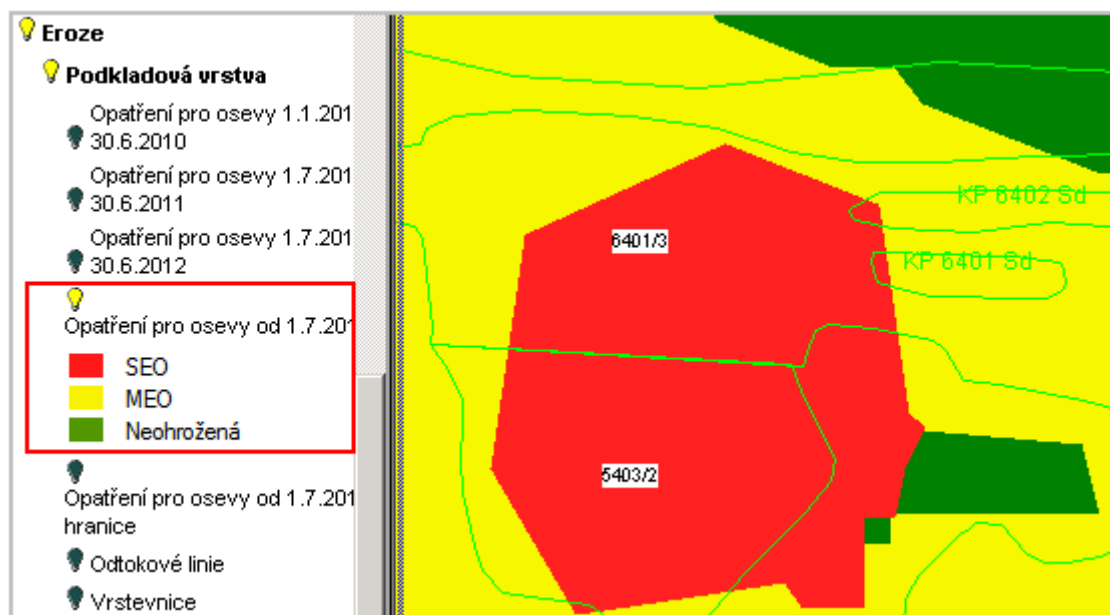 Eroze
Podkladová vrstva
Opatření pro osevy 1.1.201
30.6.2010
Opatření pro osevy 1.7.201
30.6.2011
Opatření pro osevy 1.7.201
30.6.2012
Opatření pro osevy od 1.7.201
SEO
MEO
Neohrožená
Opatření pro osevy od 1.7.201
hranice
Odtokové linie
Vrstevnice
6401/3
5403/2
KP 6402 Sd
KP 6401 Sd